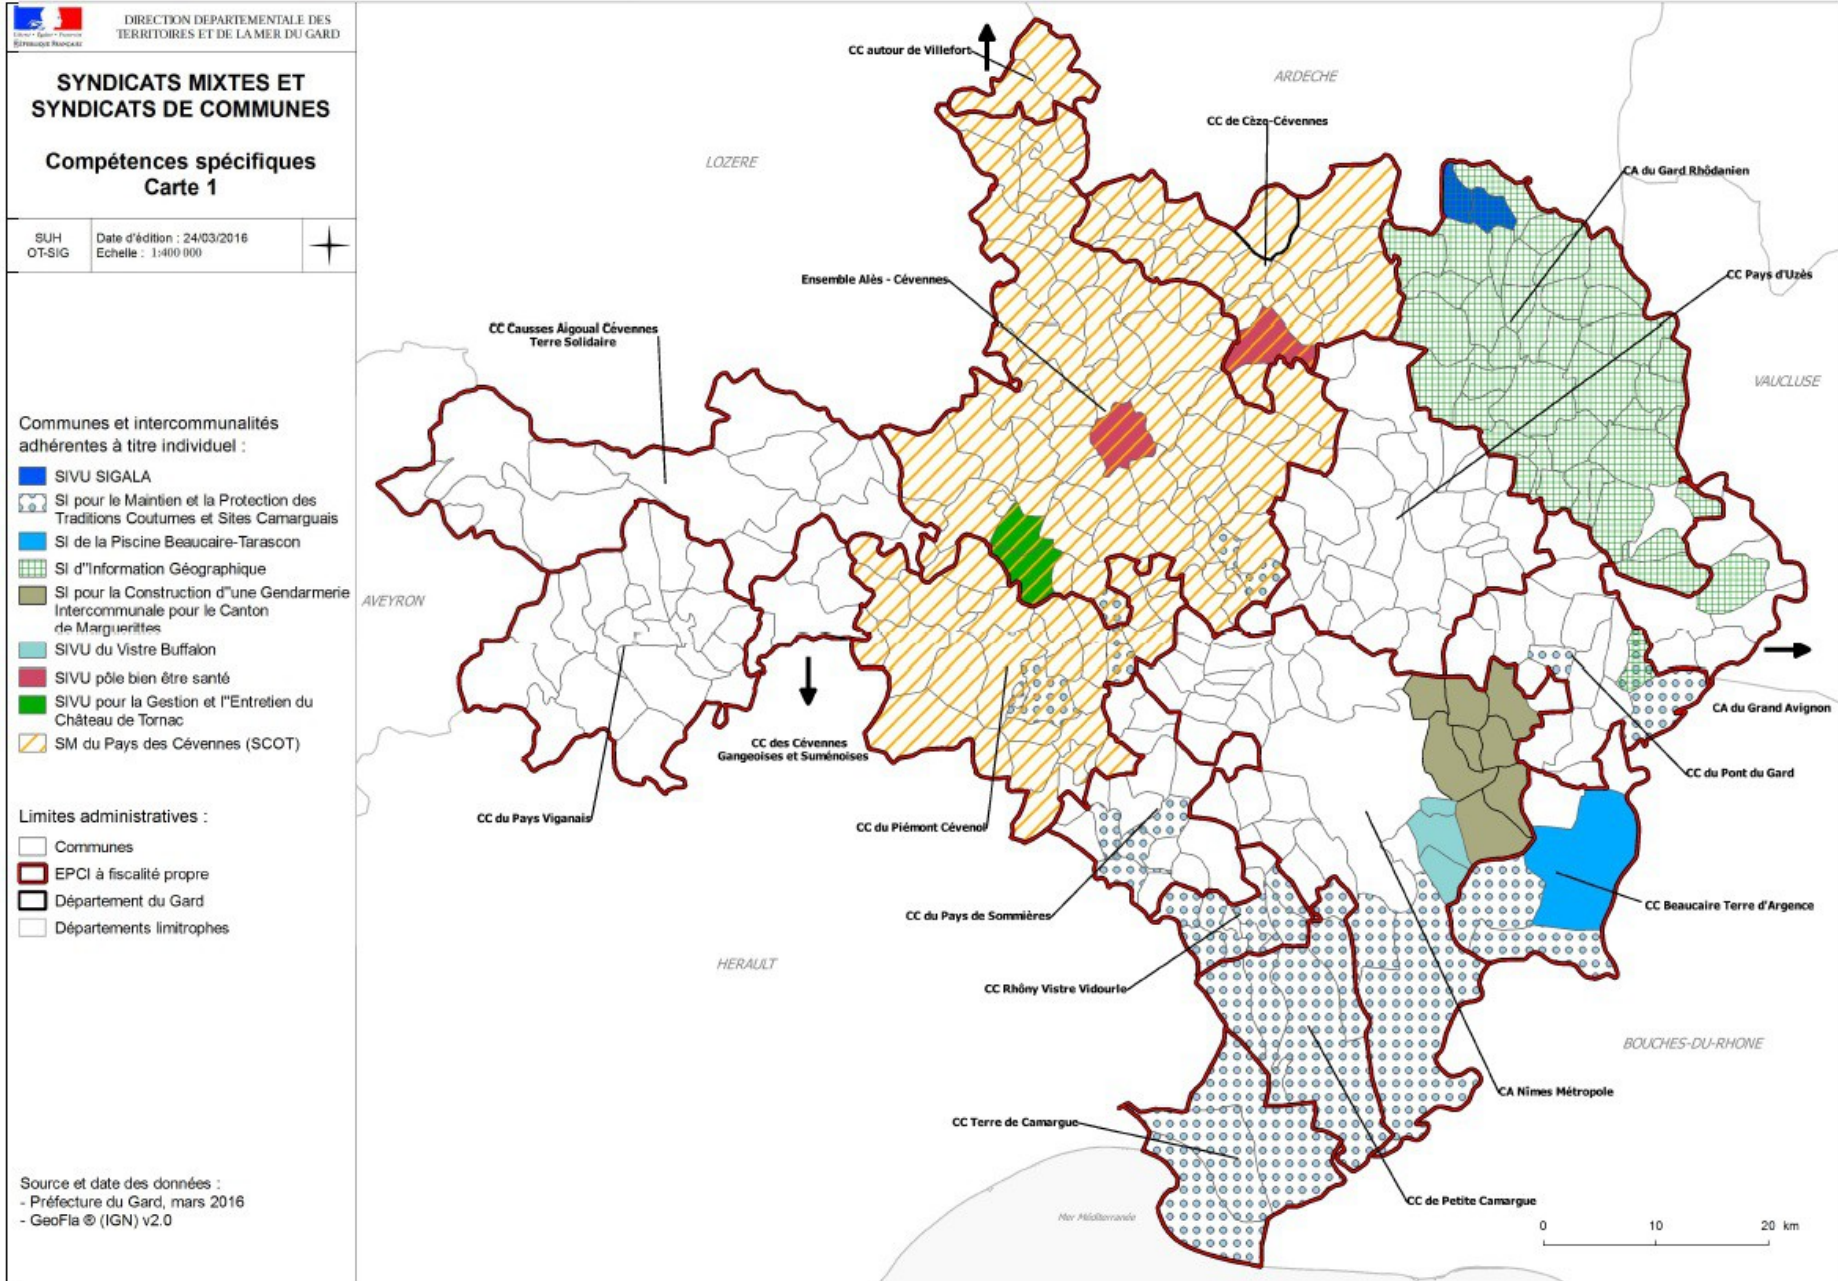 DIRECTION DEPARTEMENTALE DES
TERRITOIRES ET DE LA MER DU GARD
Liberté • Égalité • Fraternité
RÉPUBLIQUE FRANÇAISE
SYNDICATS MIXTES ET
SYNDICATS DE COMMUNES
Compétences spécifiques
Carte 1
SUH
OT-SIG
Date d'édition : 24/03/2016
Echelle : 1:400 000
Communes et intercommunalités
adhérentes à titre individuel :
SIVU SIGALA
SI pour le Maintien et la Protection des
Traditions Coutumes et Sites Camarguais
SI de la Piscine Beaucaire-Tarascon
SI d''Information Géographique
SI pour la Construction d''une Gendarmerie
Intercommunale pour le Canton
de Marguerittes
SIVU du Vistre Buffalon
SIVU pôle bien être santé
SIVU pour la Gestion et l''Entretien du
Château de Tornac
SM du Pays des Cévennes (SCOT)
Limites administratives :
Communes
EPCI à fiscalité propre
Département du Gard
Départements limitrophes
Source et date des données :
- Préfecture du Gard, mars 2016
- GeoFla ® (IGN) v2.0
CC autour de Villefort
ARDECHE
CC de Cèze-Cévennes
LOZERE
CA du Gard Rhôdanien
Ensemble Alès - Cévennes
CC Pays d'Uzès
CC Causses Aigoual Cévennes
Terre Solidaire
VAUCLUSE
AVEYRON
CA du Grand Avignon
CC des Cévennes
Gangeoises et Suménoises
CC du Pont du Gard
CC du Pays Viganais
CC du Piémont Cévenol
CC Beaucaire Terre d'Argence
CC du Pays de Sommières
HERAULT
CC Rhôny Vistre Vidourle
BOUCHES-DU-RHONE
CA Nîmes Métropole
CC Terre de Camargue
CC de Petite Camargue
Mer Méditerranée
0 10 20 km